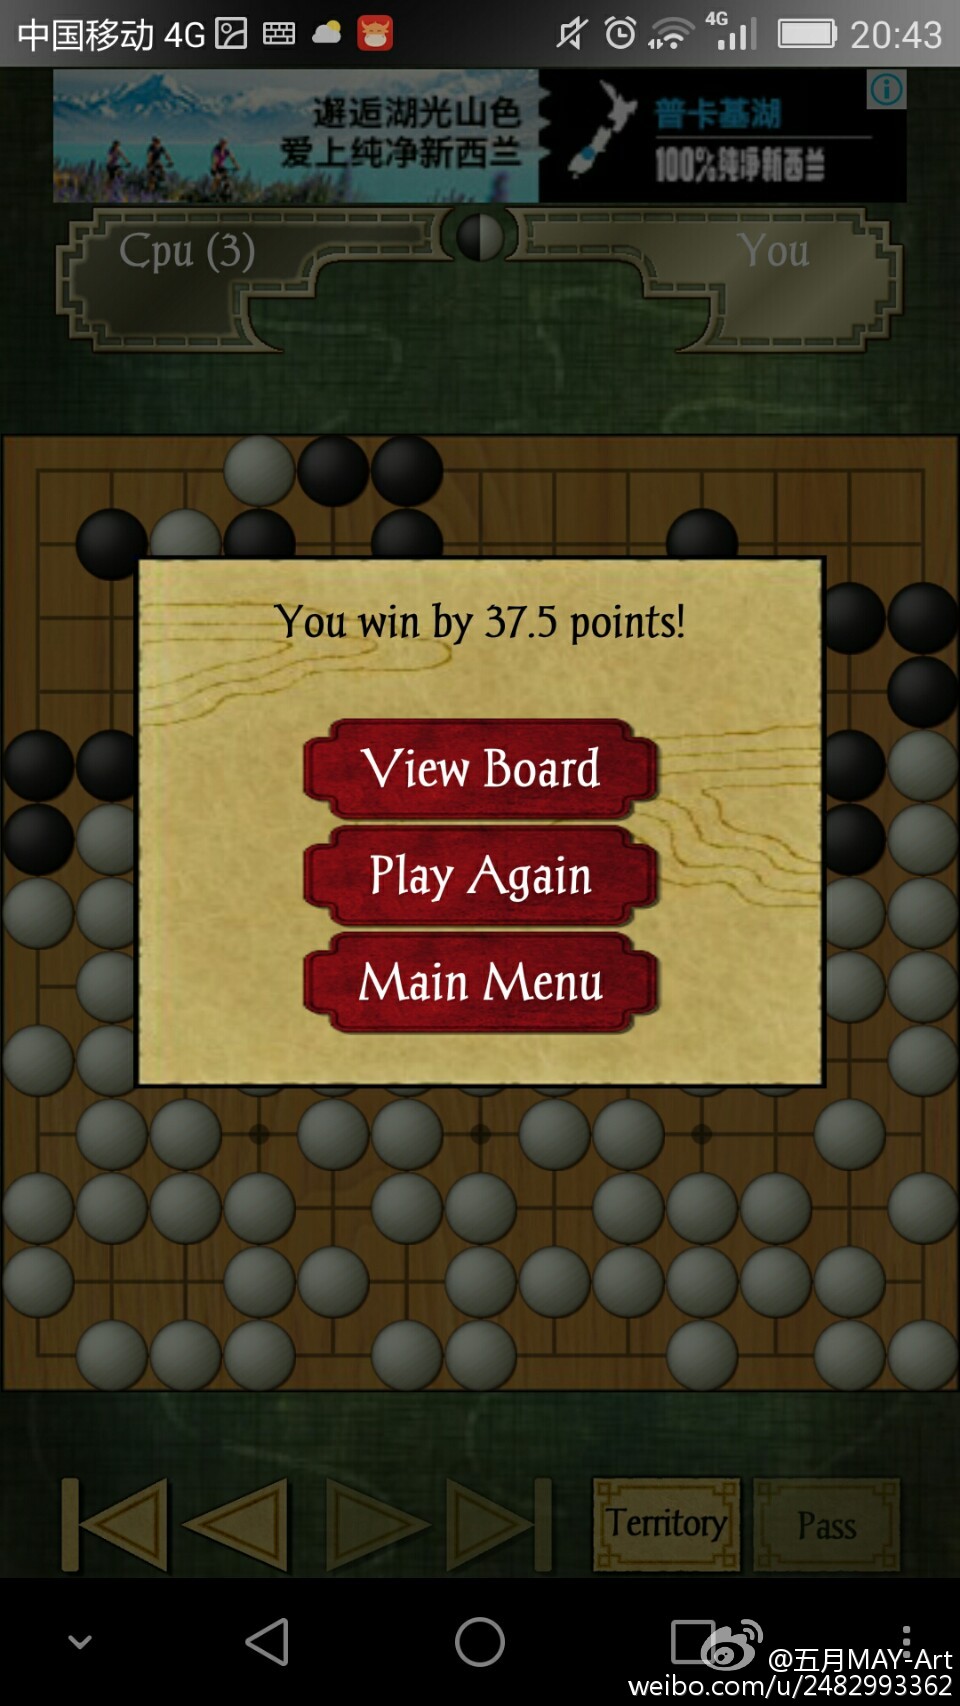 中国移动 4G
4G
20:43
邂逅湖光山色
爱上纯净新西兰
普卡基湖
100%纯净新西兰
Cpu (3)
You
You win by 37.5 points!
View Board
Play Again
Main Menu
Territory
Pass
@五月MAY-Art
weibo.com/u/2482993362